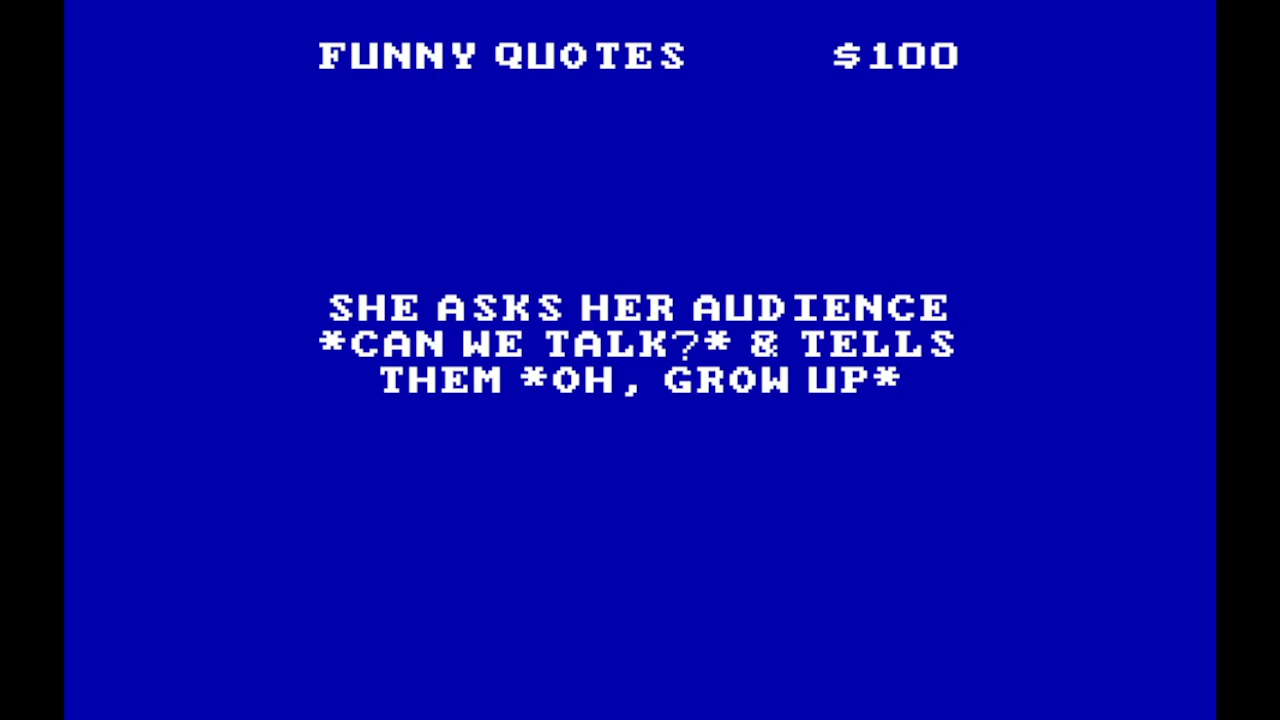 FUNNY QUOTES $100
SHE ASKS HER AUDIENCE
*CAN WE TALK?* & TELLS
THEM *OH, GROW UP*